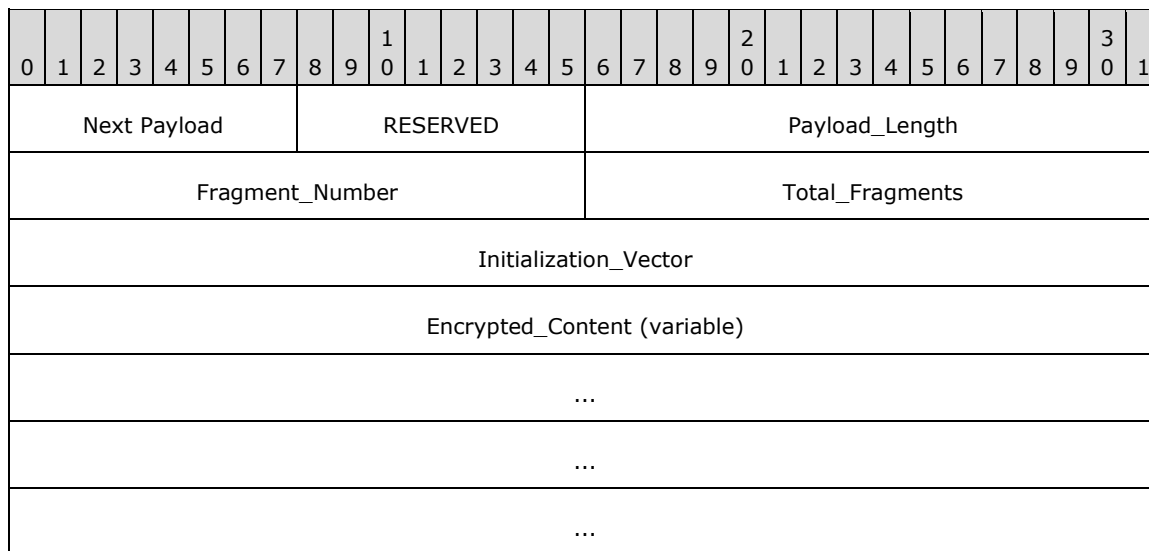 1 2 3
0 1 2 3 4 5 6 7 8 9 0 1 2 3 4 5 6 7 8 9 0 1 2 3 4 5 6 7 8 9 0 1
Next Payload RESERVED Payload_Length
Fragment_Number Total_Fragments
Initialization_Vector
Encrypted_Content (variable)
...
...
...